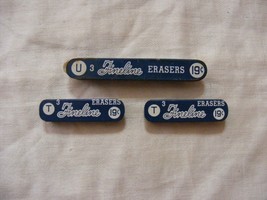 U 3 Fineline ERASERS 19¢
T 3 Fineline ERASERS 19¢
T 3 Fineline ERASERS 19¢